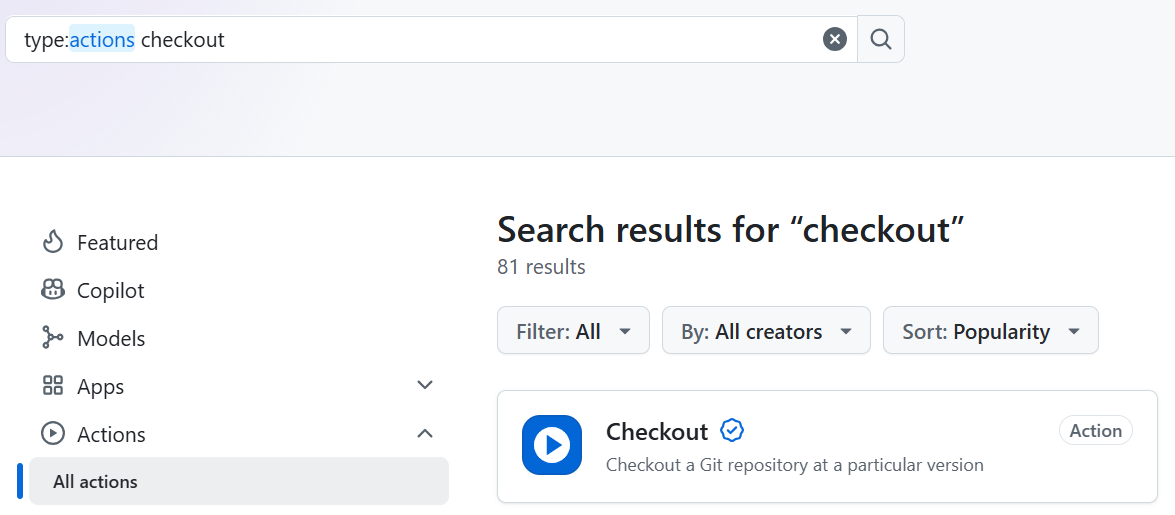 type:actions checkout
Featured
Copilot
Models
Apps
Actions
All actions
Search results for “checkout”
81 results
Filter: All
By: All creators
Sort: Popularity
Checkout
Action
Checkout a Git repository at a particular version